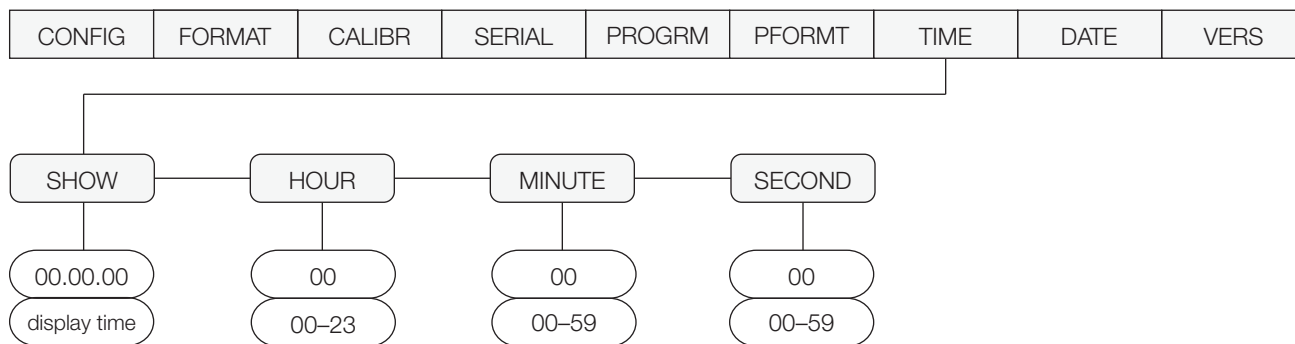 CONFIG FORMAT CALIBR SERIAL PROGRM PFORMT TIME DATE VERS
SHOW HOUR MINUTE SECOND
00.00.00 00 00 00
display time 00–23 00–59 00–59